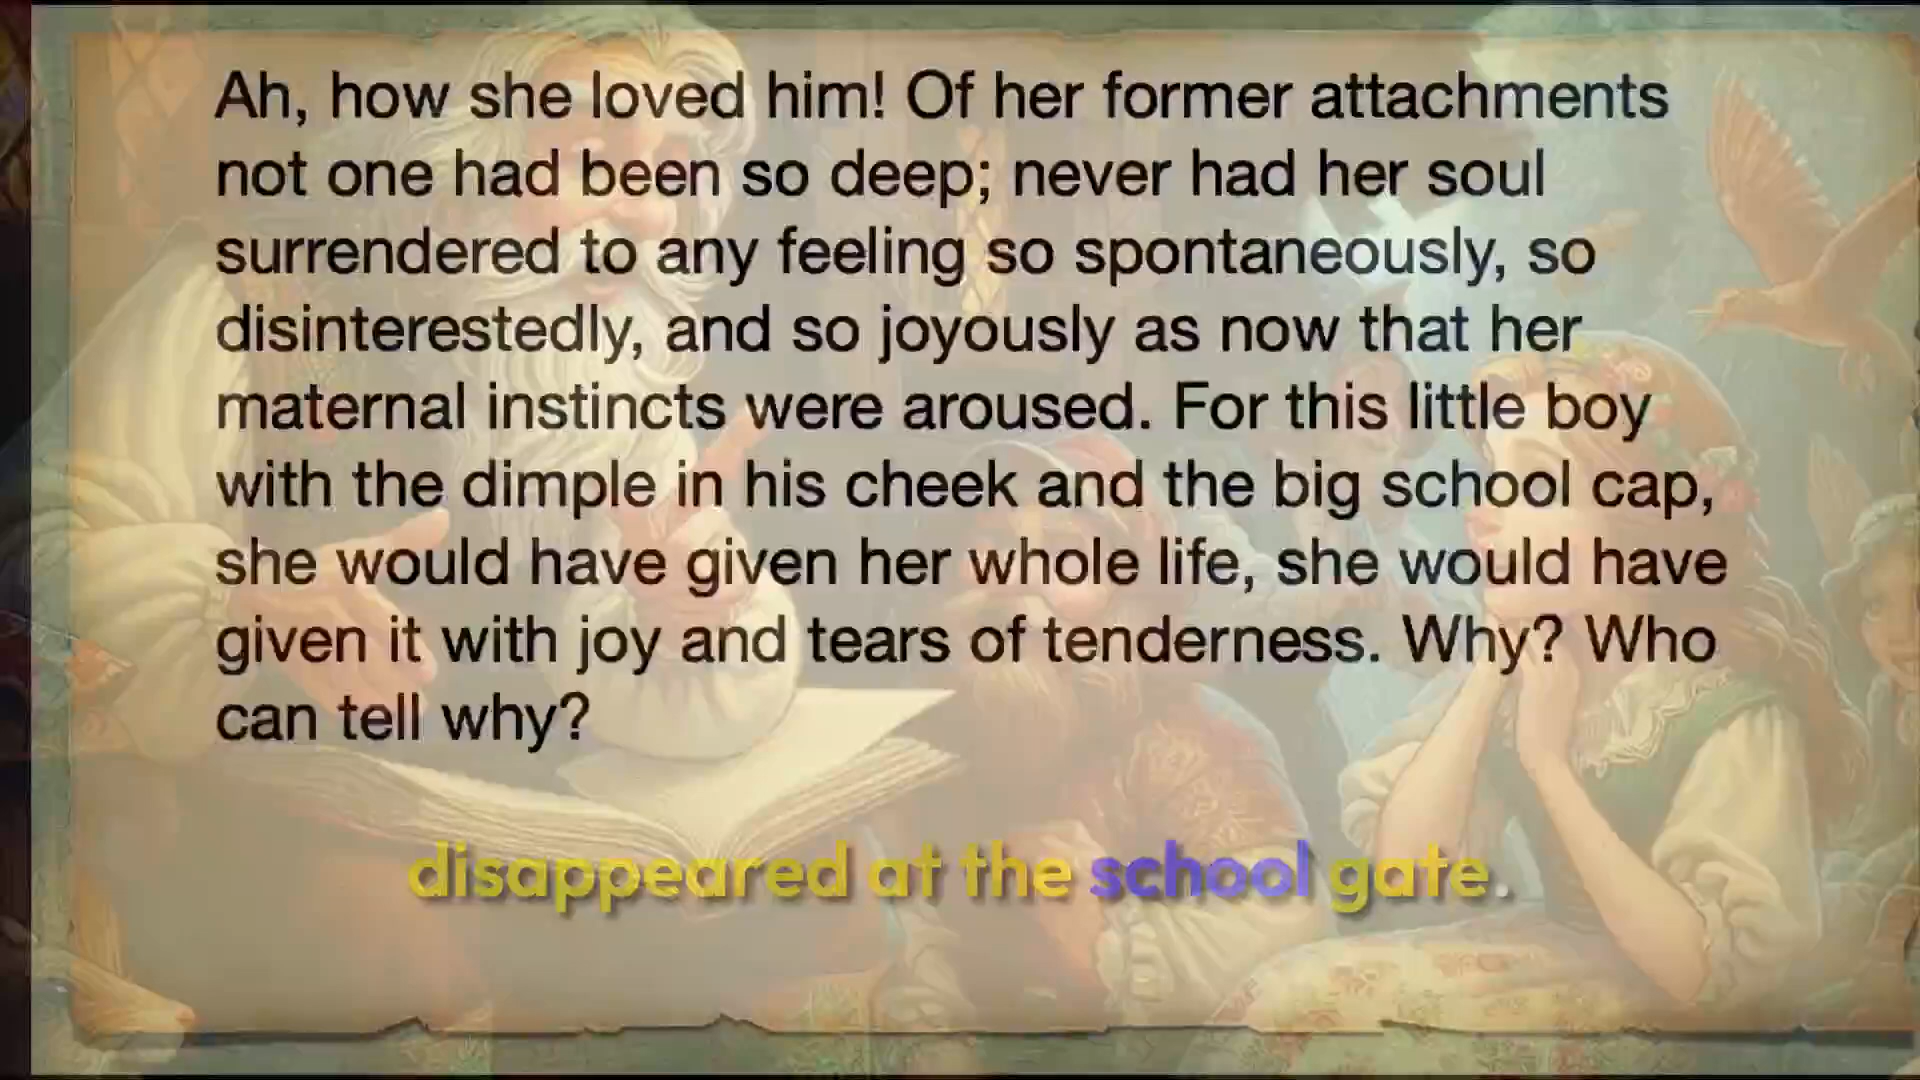 Ah, how she loved him! Of her former attachments
not one had been so deep; never had her soul
surrendered to any feeling so spontaneously, so
disinterestedly, and so joyously as now that her
maternal instincts were aroused. For this little boy
with the dimple in his cheek and the big school cap,
she would have given her whole life, she would have
given it with joy and tears of tenderness. Why? Who
can tell why?
disappeared at the school gate.